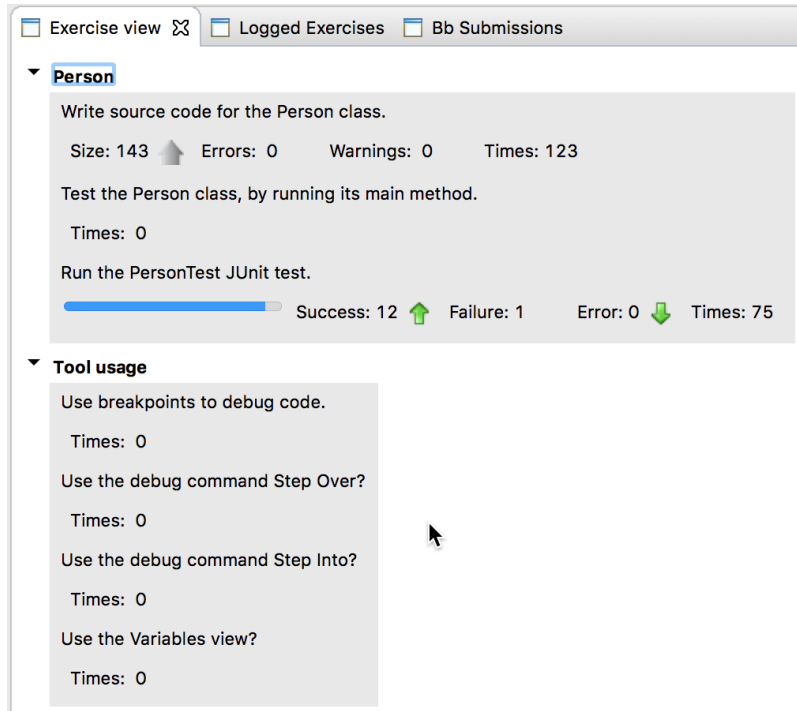 Exercise view Logged Exercises Bb Submissions
Person
Write source code for the Person class.
Size: 143 Errors: 0 Warnings: 0 Times: 123
Test the Person class, by running its main method.
Times: 0
Run the PersonTest JUnit test.
Success: 12 Failure: 1 Error: 0 Times: 75
Tool usage
Use breakpoints to debug code.
Times: 0
Use the debug command Step Over?
Times: 0
Use the debug command Step Into?
Times: 0
Use the Variables view?
Times: 0